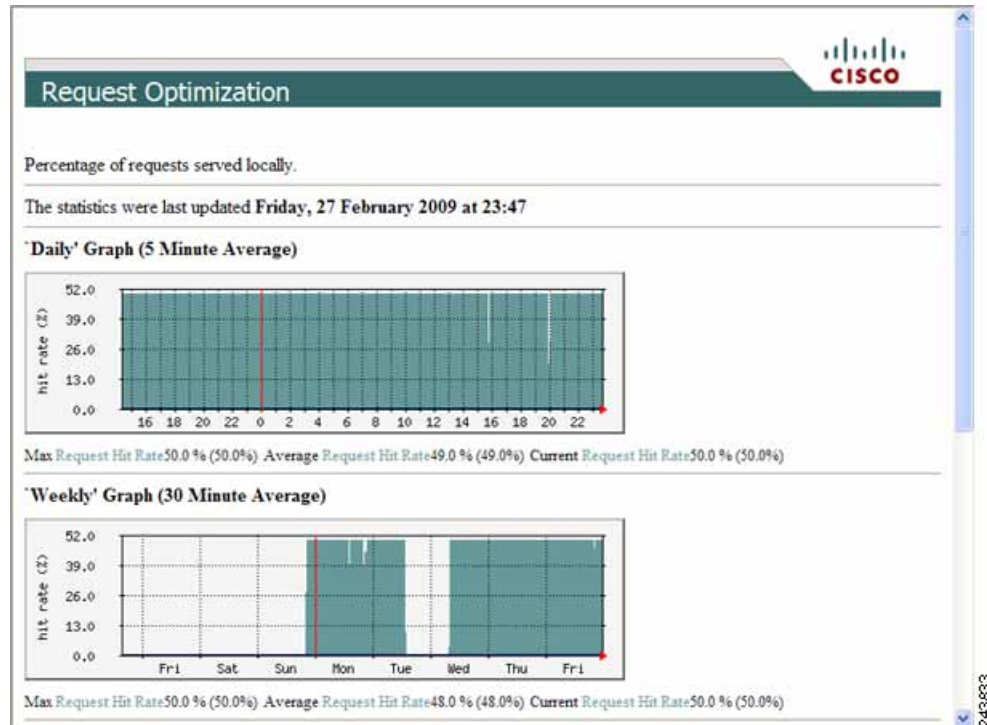 CISCO
Request Optimization
Percentage of requests served locally.
The statistics were last updated Friday, 27 February 2009 at 23:47
`Daily' Graph (5 Minute Average)
52.0
39.0
26.0
13.0
0.0
hit rate (%)
16 18 20 22 0 2 4 6 8 10 12 14 16 18 20 22
Max Request Hit Rate50.0 % (50.0%) Average Request Hit Rate49.0 % (49.0%) Current Request Hit Rate50.0 % (50.0%)
`Weekly' Graph (30 Minute Average)
52.0
39.0
26.0
13.0
0.0
hit rate (%)
Fri Sat Sun Mon Tue Wed Thu Fri
Max Request Hit Rate50.0 % (50.0%) Average Request Hit Rate48.0 % (48.0%) Current Request Hit Rate50.0 % (50.0%)
243833